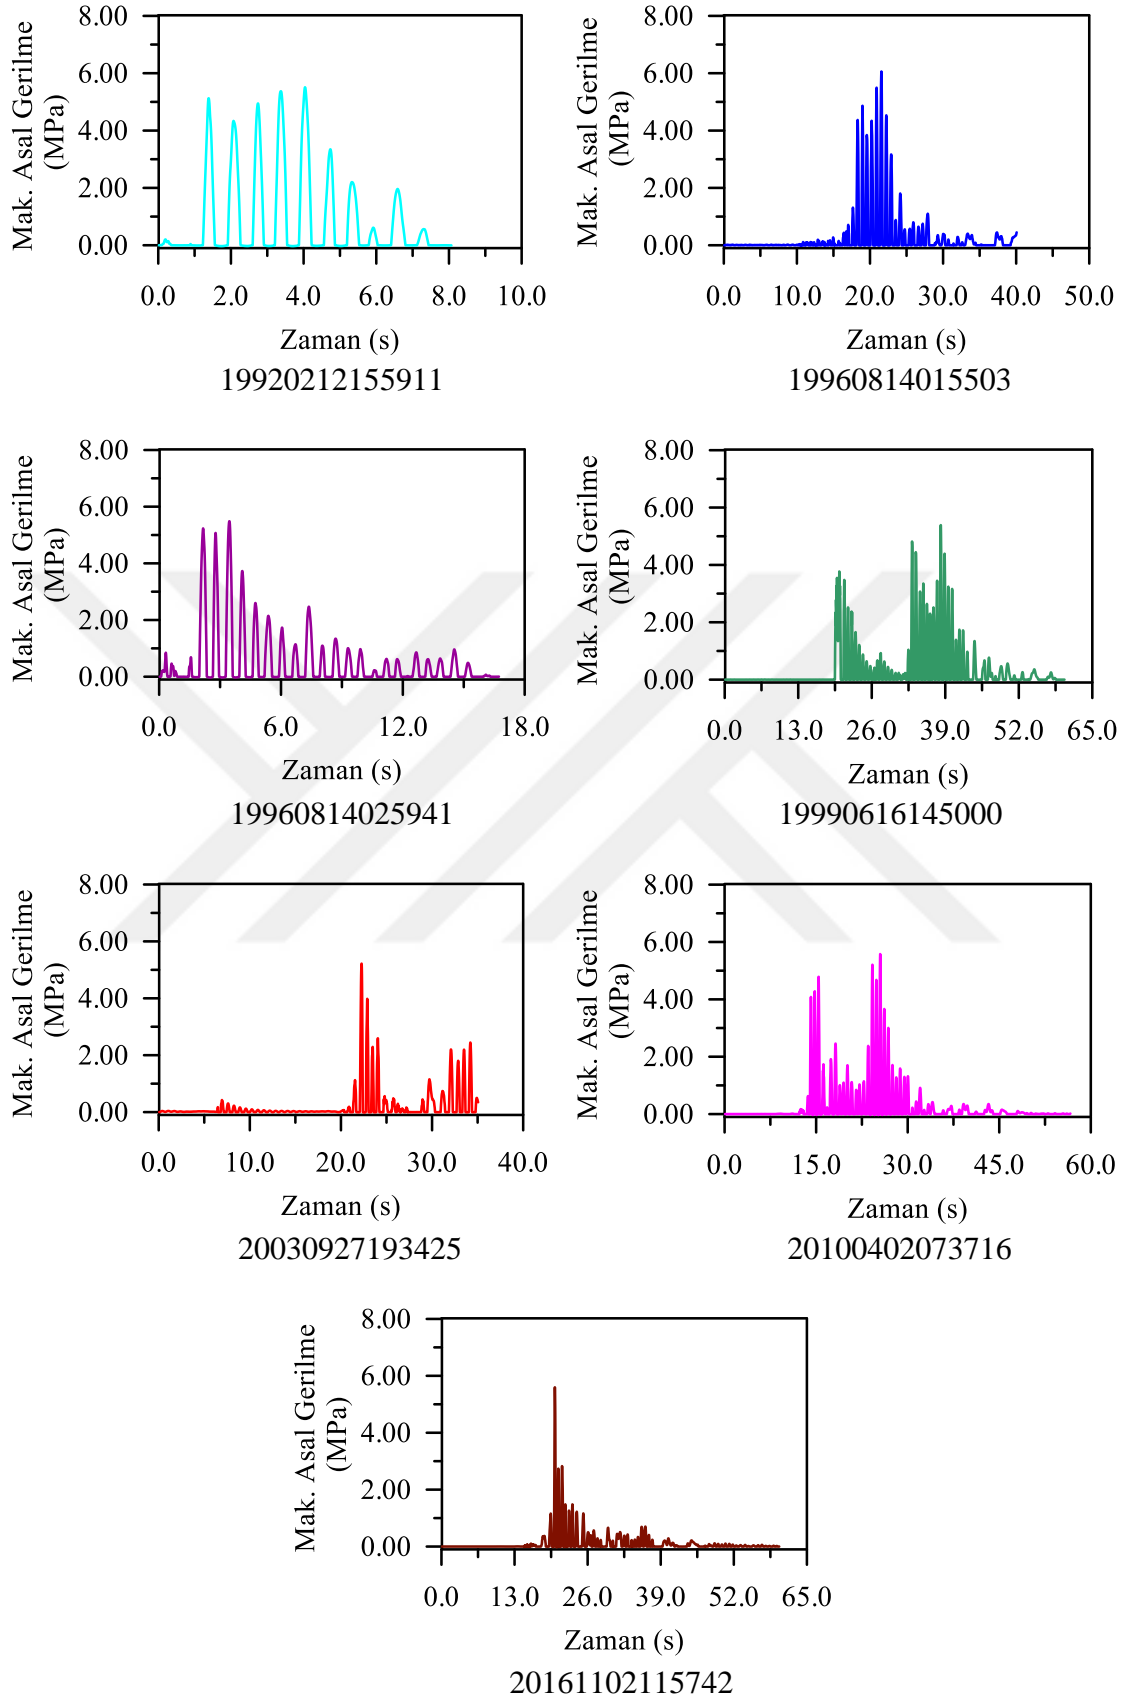 8.00
6.00
4.00
2.00
0.00
Mak. Asal Gerilme
(MPa)
0.0 2.0 4.0 6.0 8.0 10.0
Zaman (s)
19920212155911
8.00
6.00
4.00
2.00
0.00
Mak. Asal Gerilme
(MPa)
0.0 10.0 20.0 30.0 40.0 50.0
Zaman (s)
19960814015503
8.00
6.00
4.00
2.00
0.00
Mak. Asal Gerilme
(MPa)
0.0 6.0 12.0 18.0
Zaman (s)
19960814025941
8.00
6.00
4.00
2.00
0.00
Mak. Asal Gerilme
(MPa)
0.0 13.0 26.0 39.0 52.0 65.0
Zaman (s)
19990616145000
8.00
6.00
4.00
2.00
0.00
Mak. Asal Gerilme
(MPa)
0.0 10.0 20.0 30.0 40.0
Zaman (s)
20030927193425
8.00
6.00
4.00
2.00
0.00
Mak. Asal Gerilme
(MPa)
0.0 15.0 30.0 45.0 60.0
Zaman (s)
20100402073716
8.00
6.00
4.00
2.00
0.00
Mak. Asal Gerilme
(MPa)
0.0 13.0 26.0 39.0 52.0 65.0
Zaman (s)
20161102115742